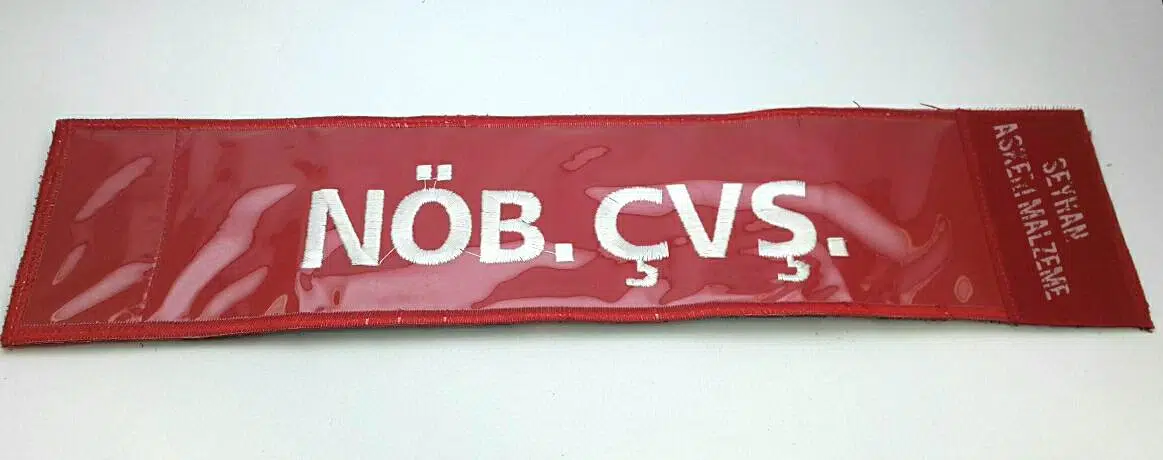 NÖB. ÇVŞ.
SEYHAN
ASKERİ MALZEME